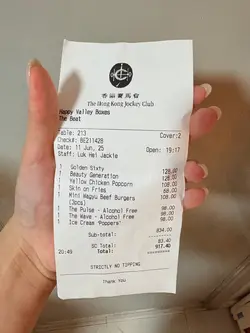 香港賽馬會
The Hong Kong Jockey Club
Happy Valley Boxes
The Beat
Table: 213 Cover:2
Check#: BE211428
Date: 11 Jun, 25 Open: 19:17
Staff: Luk Hei Jackie
1 Golden Sixty 128.00
1 Beauty Generation 128.00
1 Yellow Chicken Popcorn 108.00
1 Skin on Fries 68.00
1 Mini Wagyu Beef Burgers 108.00
(3pcs)
1 The Pulse - Alcohol Free 98.00
1 The Wave - Alcohol Free 98.00
1 Ice Cream 'Poppers' 98.00
Sub-total: 834.00
SC Total: 83.40
20:49 Total: 917.40
STRICTLY NO TIPPING
Thank You